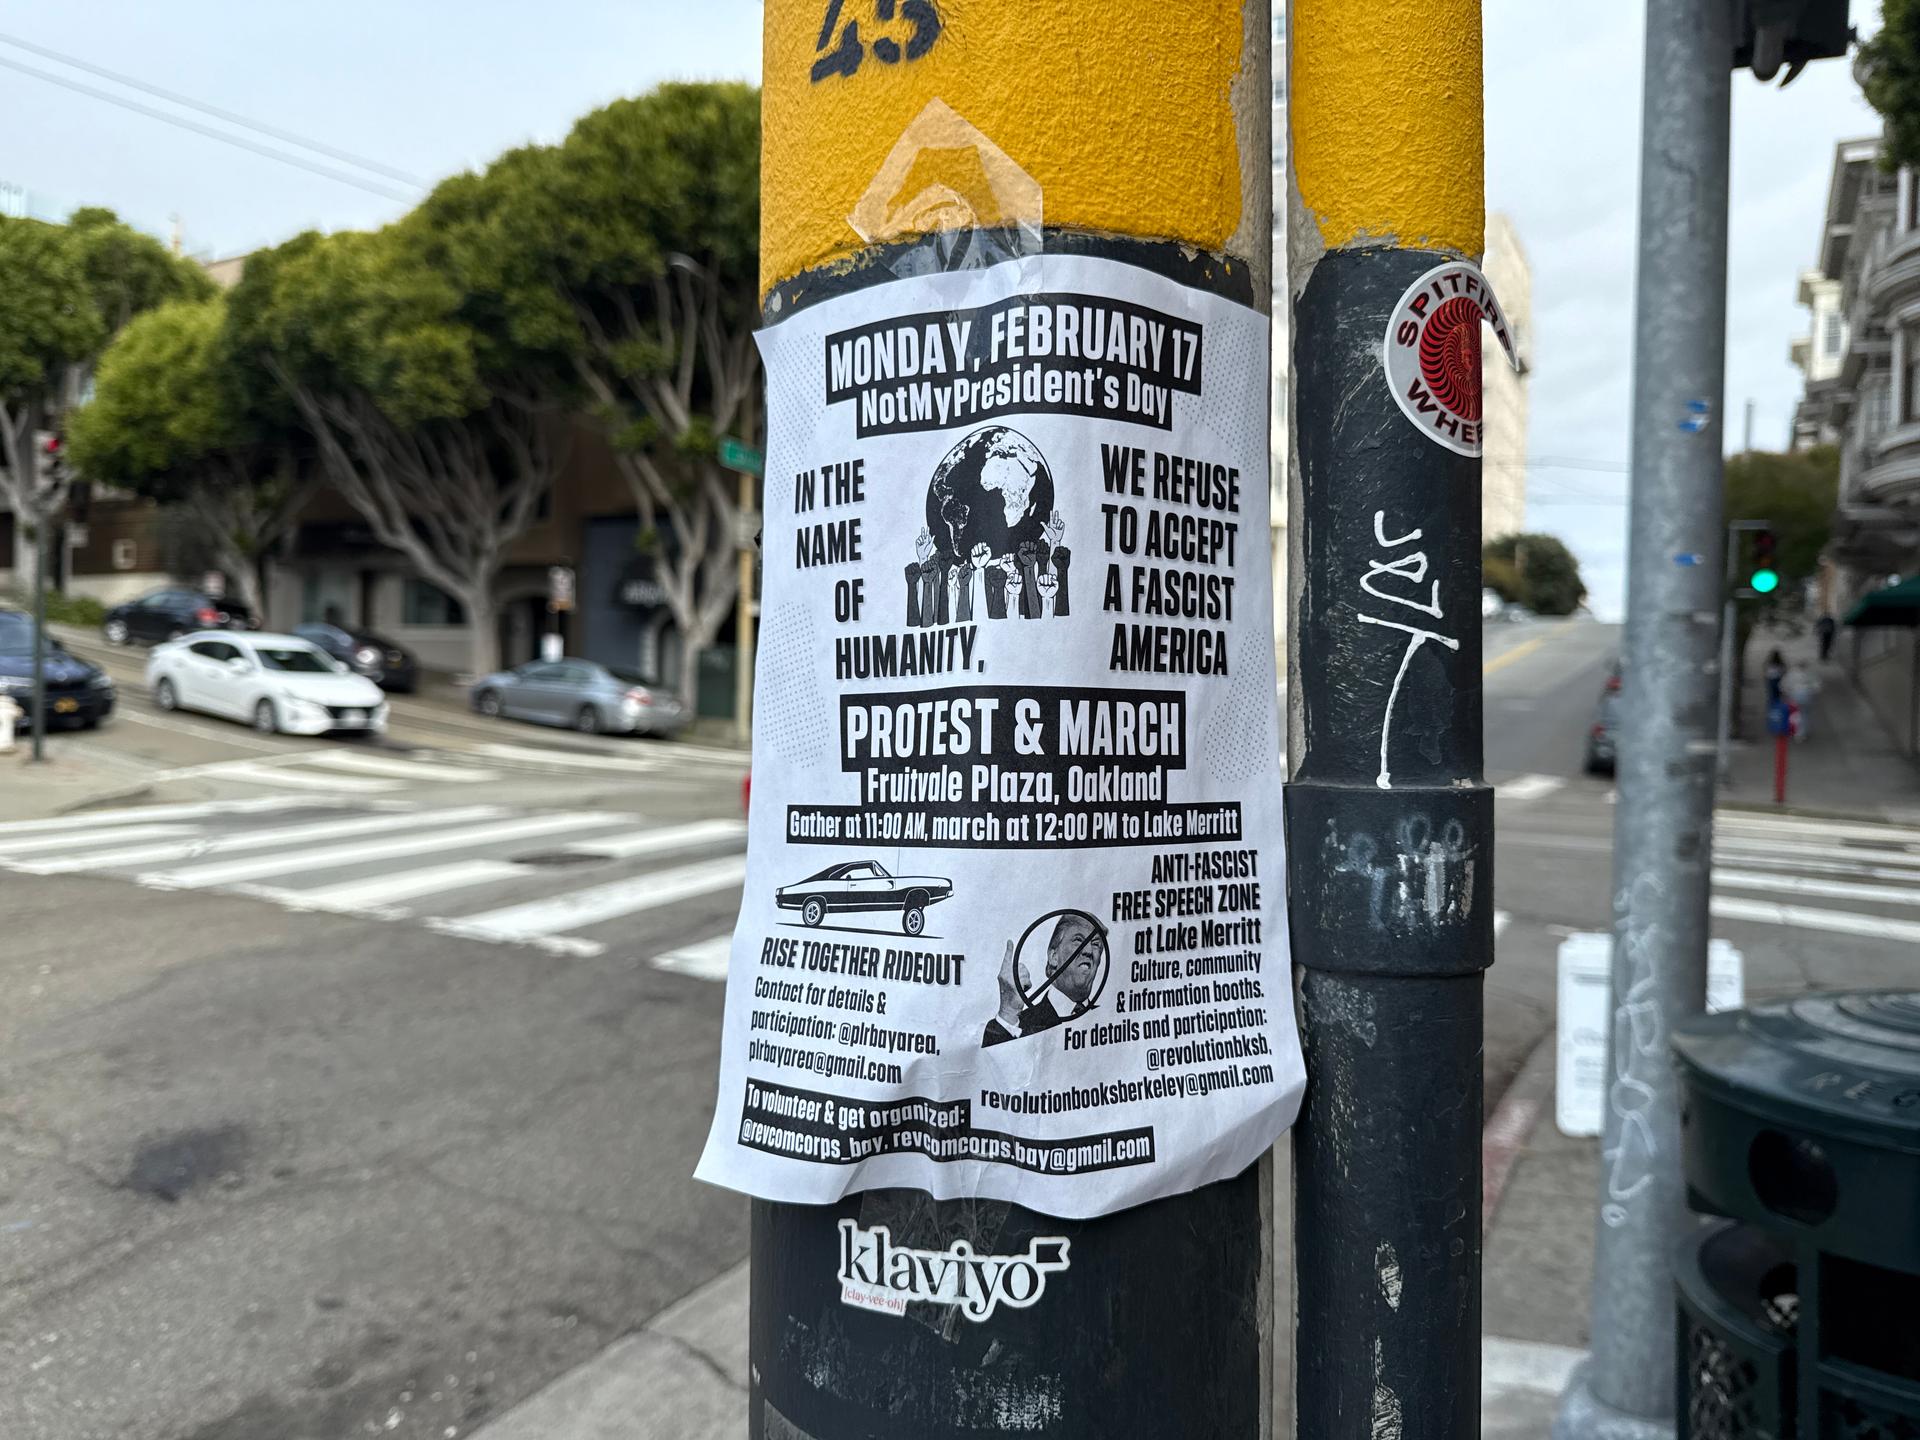 45
MONDAY, FEBRUARY 17
NotMyPresident's Day
IN THE
NAME
OF
HUMANITY,
WE REFUSE
TO ACCEPT
A FASCIST
AMERICA
PROTEST & MARCH
Fruitvale Plaza, Oakland
Gather at 11:00 AM, march at 12:00 PM to Lake Merritt
RISE TOGETHER RIDEOUT
Contact for details &
participation: @plrbayarea,
plrbayarea@gmail.com
ANTI-FASCIST
FREE SPEECH ZONE
at Lake Merritt
Culture, community
& information booths.
For details and participation:
@revolutionbksb,
revolutionbooksberkeley@gmail.com
To volunteer & get organized:
@revcomcorps_bay, revcomcorps.bay@gmail.com
klaviyo
[clay-vee-oh]
SPITFIRE
WHEE